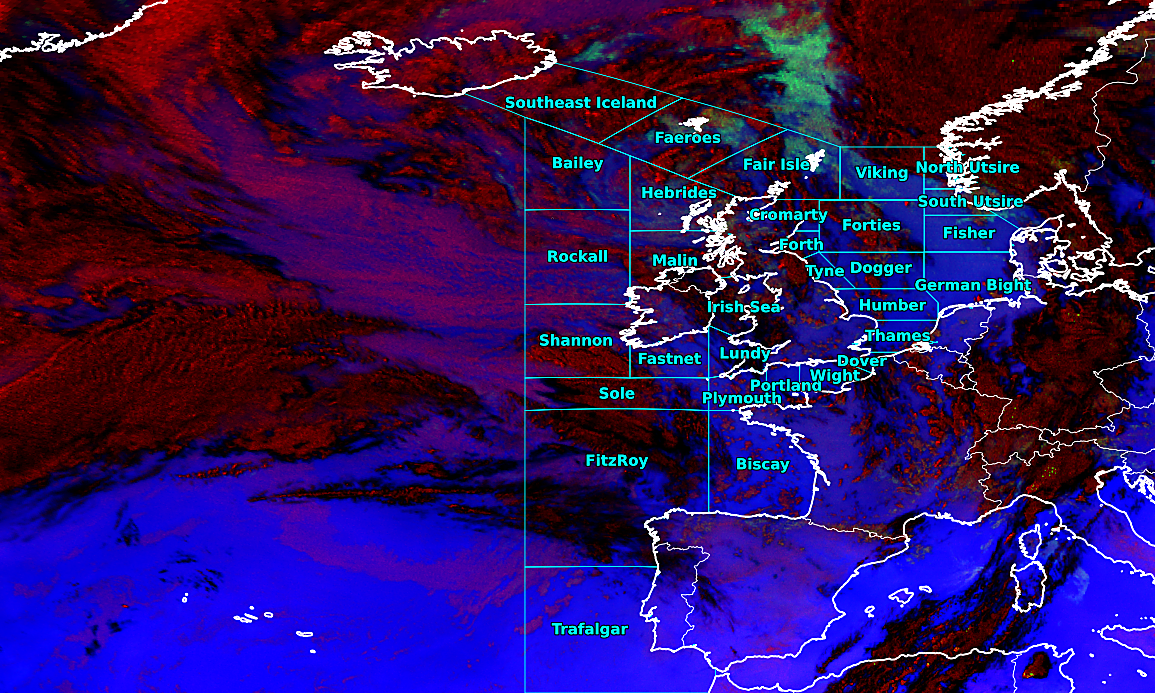 Southeast Iceland
Faeroes
Bailey
Fair Isle
North Utsire
Viking
Hebrides
South Utsire
Cromarty
Forties
Fisher
Forth
Rockall
Malin
Tyne
Dogger
German Bight
Irish Sea
Humber
Shannon
Thames
Fastnet
Lundy
Dover
Wight
Portland
Sole
Plymouth
FitzRoy
Biscay
Trafalgar